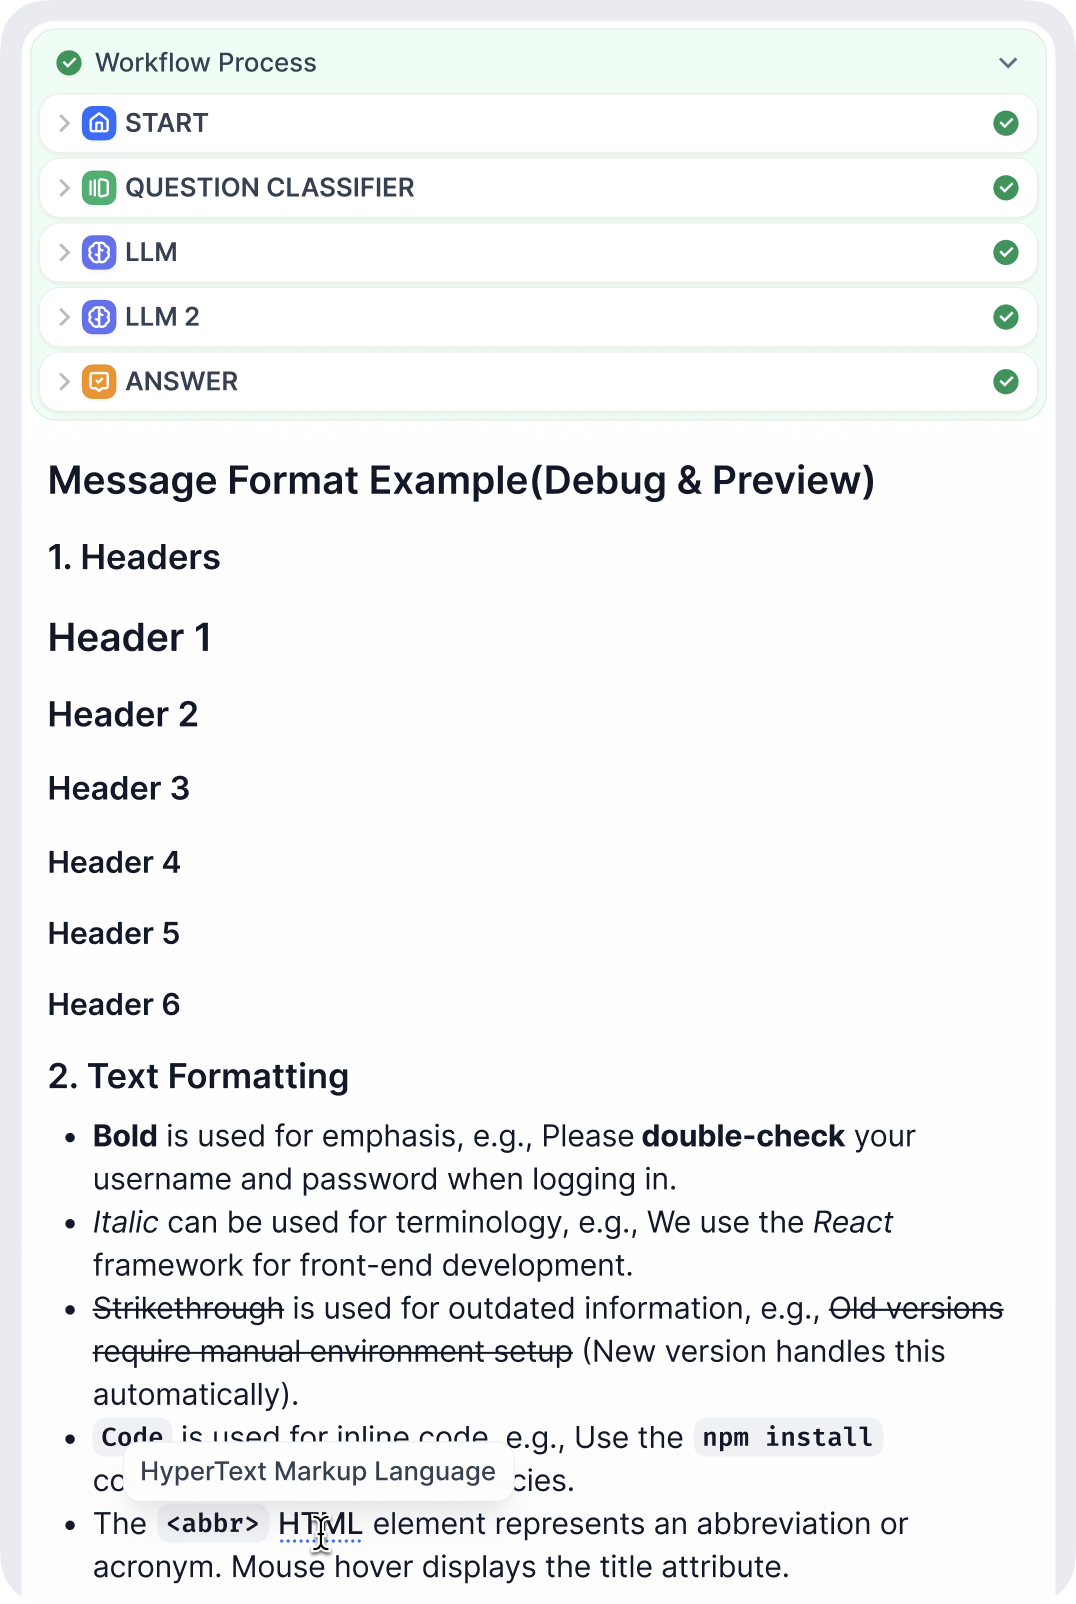 Workflow Process
START
QUESTION CLASSIFIER
LLM
LLM 2
ANSWER
Message Format Example(Debug & Preview)
1. Headers
Header 1
Header 2
Header 3
Header 4
Header 5
Header 6
2. Text Formatting
• Bold is used for emphasis, e.g., Please double-check your
username and password when logging in.
• Italic can be used for terminology, e.g., We use the React
framework for front-end development.
• Strikethrough is used for outdated information, e.g., Old versions
require manual environment setup (New version handles this
automatically).
• Code is used for inline code, e.g., Use the npm install
HyperText Markup Language
• The <abbr> HTML element represents an abbreviation or
acronym. Mouse hover displays the title attribute.